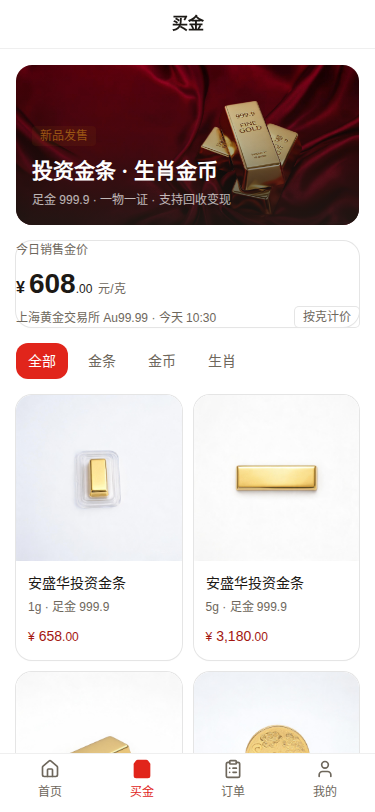 买金
新品发售
999.9
FINE
GOLD
投资金条 · 生肖金币
足金 999.9 · 一物一证 · 支持回收变现
今日销售金价
¥ 608.00 元/克
上海黄金交易所 Au99.99 · 今天 10:30
按克计价
全部 金条 金币 生肖
安盛华投资金条
1g · 足金 999.9
¥ 658.00
安盛华投资金条
5g · 足金 999.9
¥ 3,180.00
首页 买金 订单 我的